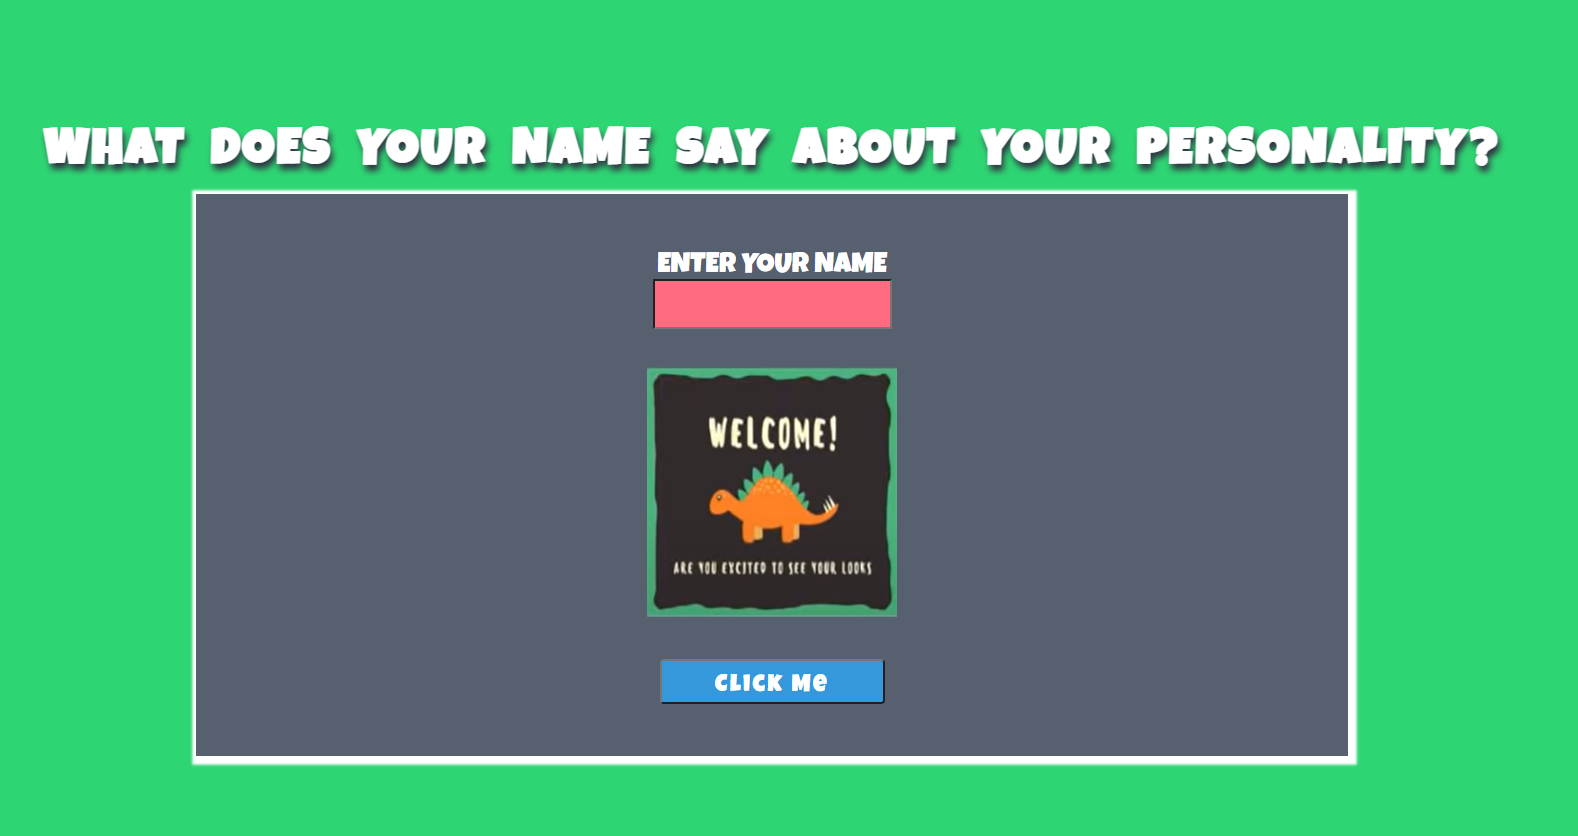 WHAT DOES YOUR NAME SAY ABOUT YOUR PERSONALITY?
ENTER YOUR NAME
WELCOME!
ARE YOU EXCITED TO SEE YOUR LOOKS
CLICK Me